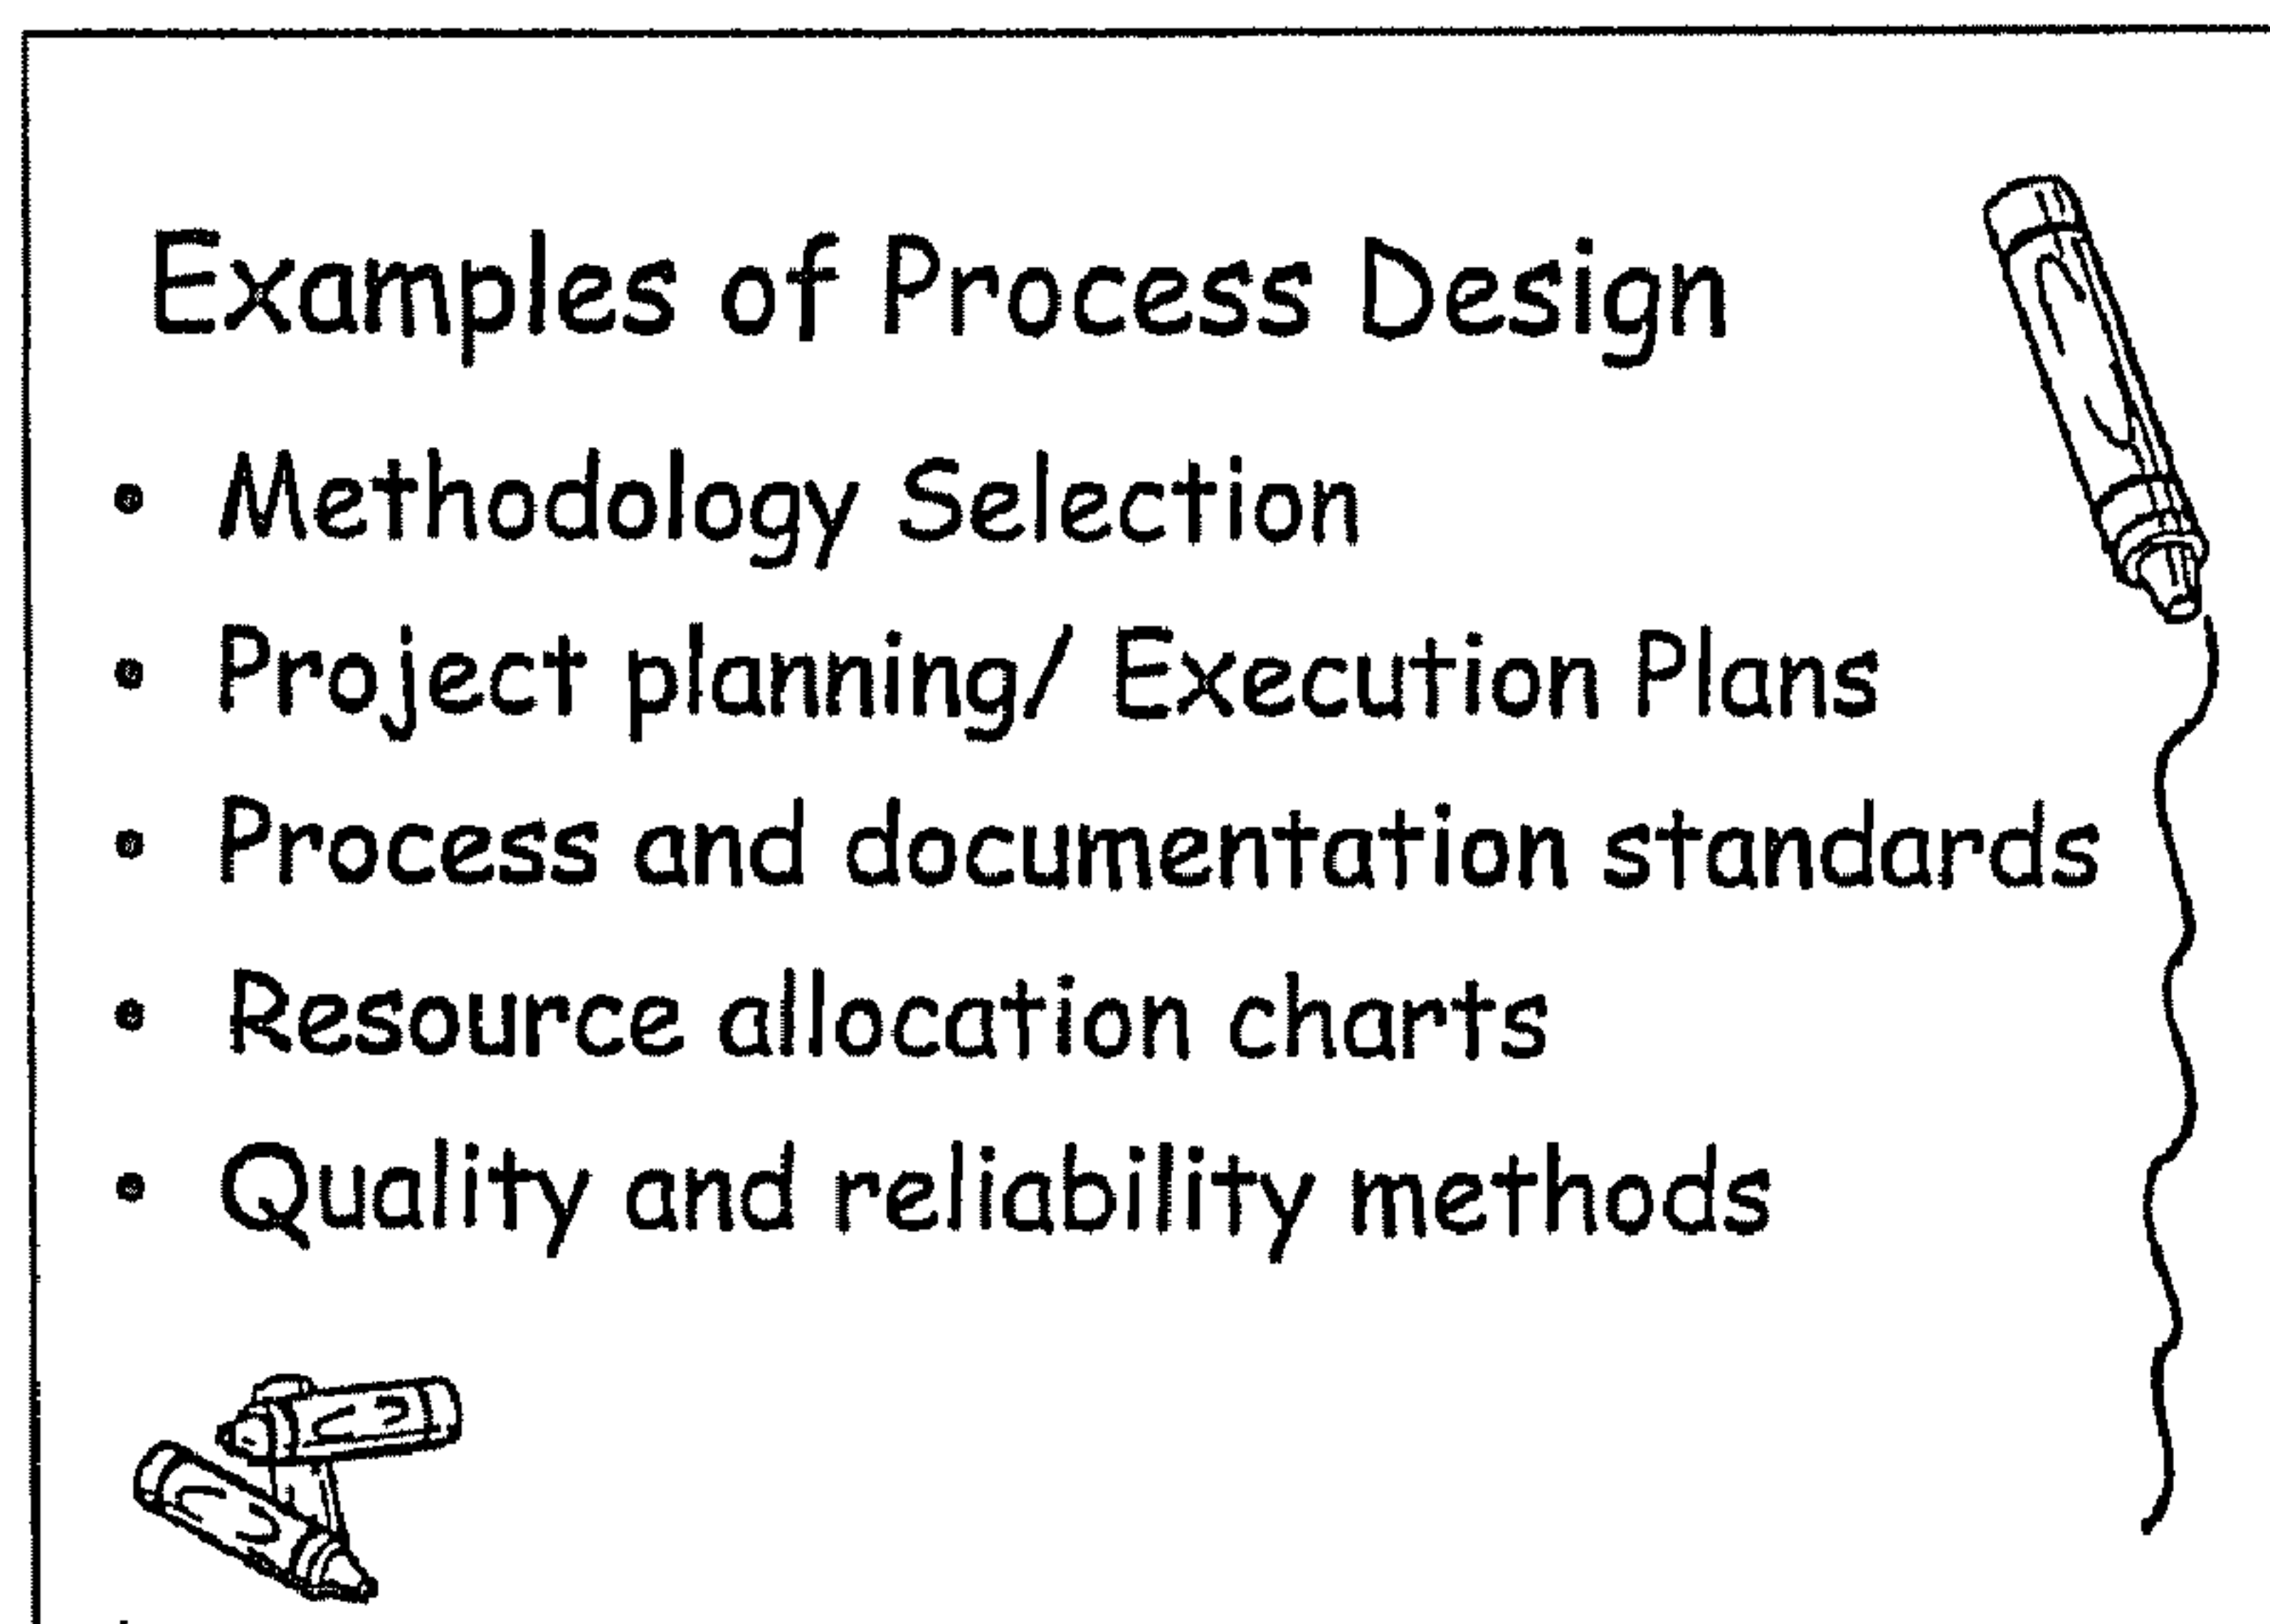 Examples of Process Design
• Methodology Selection
• Project planning/ Execution Plans
• Process and documentation standards
• Resource allocation charts
• Quality and reliability methods